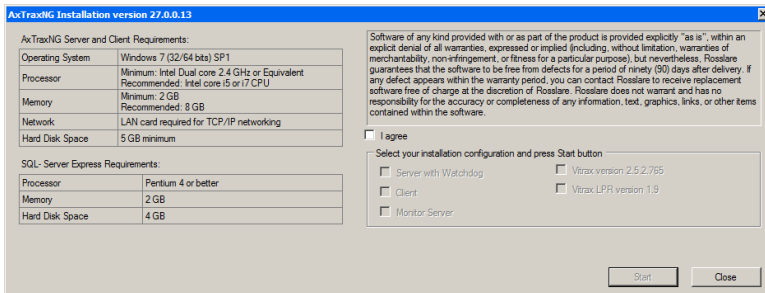 AxTraxNG Installation version 27.0.0.13
AxTraxNG Server and Client Requirements:
Operating System Windows 7 (32/64 bits) SP1
Processor Minimum: Intel Dual core 2.4 GHz or Equivalent
Recommended: Intel core i5 or i7 CPU
Memory Minimum: 2 GB
Recommended: 8 GB
Network LAN card required for TCP/IP networking
Hard Disk Space 5 GB minimum
SQL- Server Express Requirements:
Processor Pentium 4 or better
Memory 2 GB
Hard Disk Space 4 GB
Software of any kind provided with or as part of the product is provided explicitly "as is", within an
explicit denial of all warranties, expressed or implied (including, without limitation, warranties of
merchantability, non-infringement, or fitness for a particular purpose), but nevertheless, Rosslare
guarantees that the software to be free from defects for a period of ninety (90) days after delivery. If
any defect appears within the warranty period, you can contact Rosslare to receive replacement
software free of charge at the discretion of Rosslare. Rosslare does not warrant and has no
responsibility for the accuracy or completeness of any information, text, graphics, links, or other items
contained within the software.
I agree
Select your installation configuration and press Start button
Server with Watchdog
Vitrax version 2.5.2.765
Client
Vitrax LPR version 1.9
Monitor Server
Start
Close